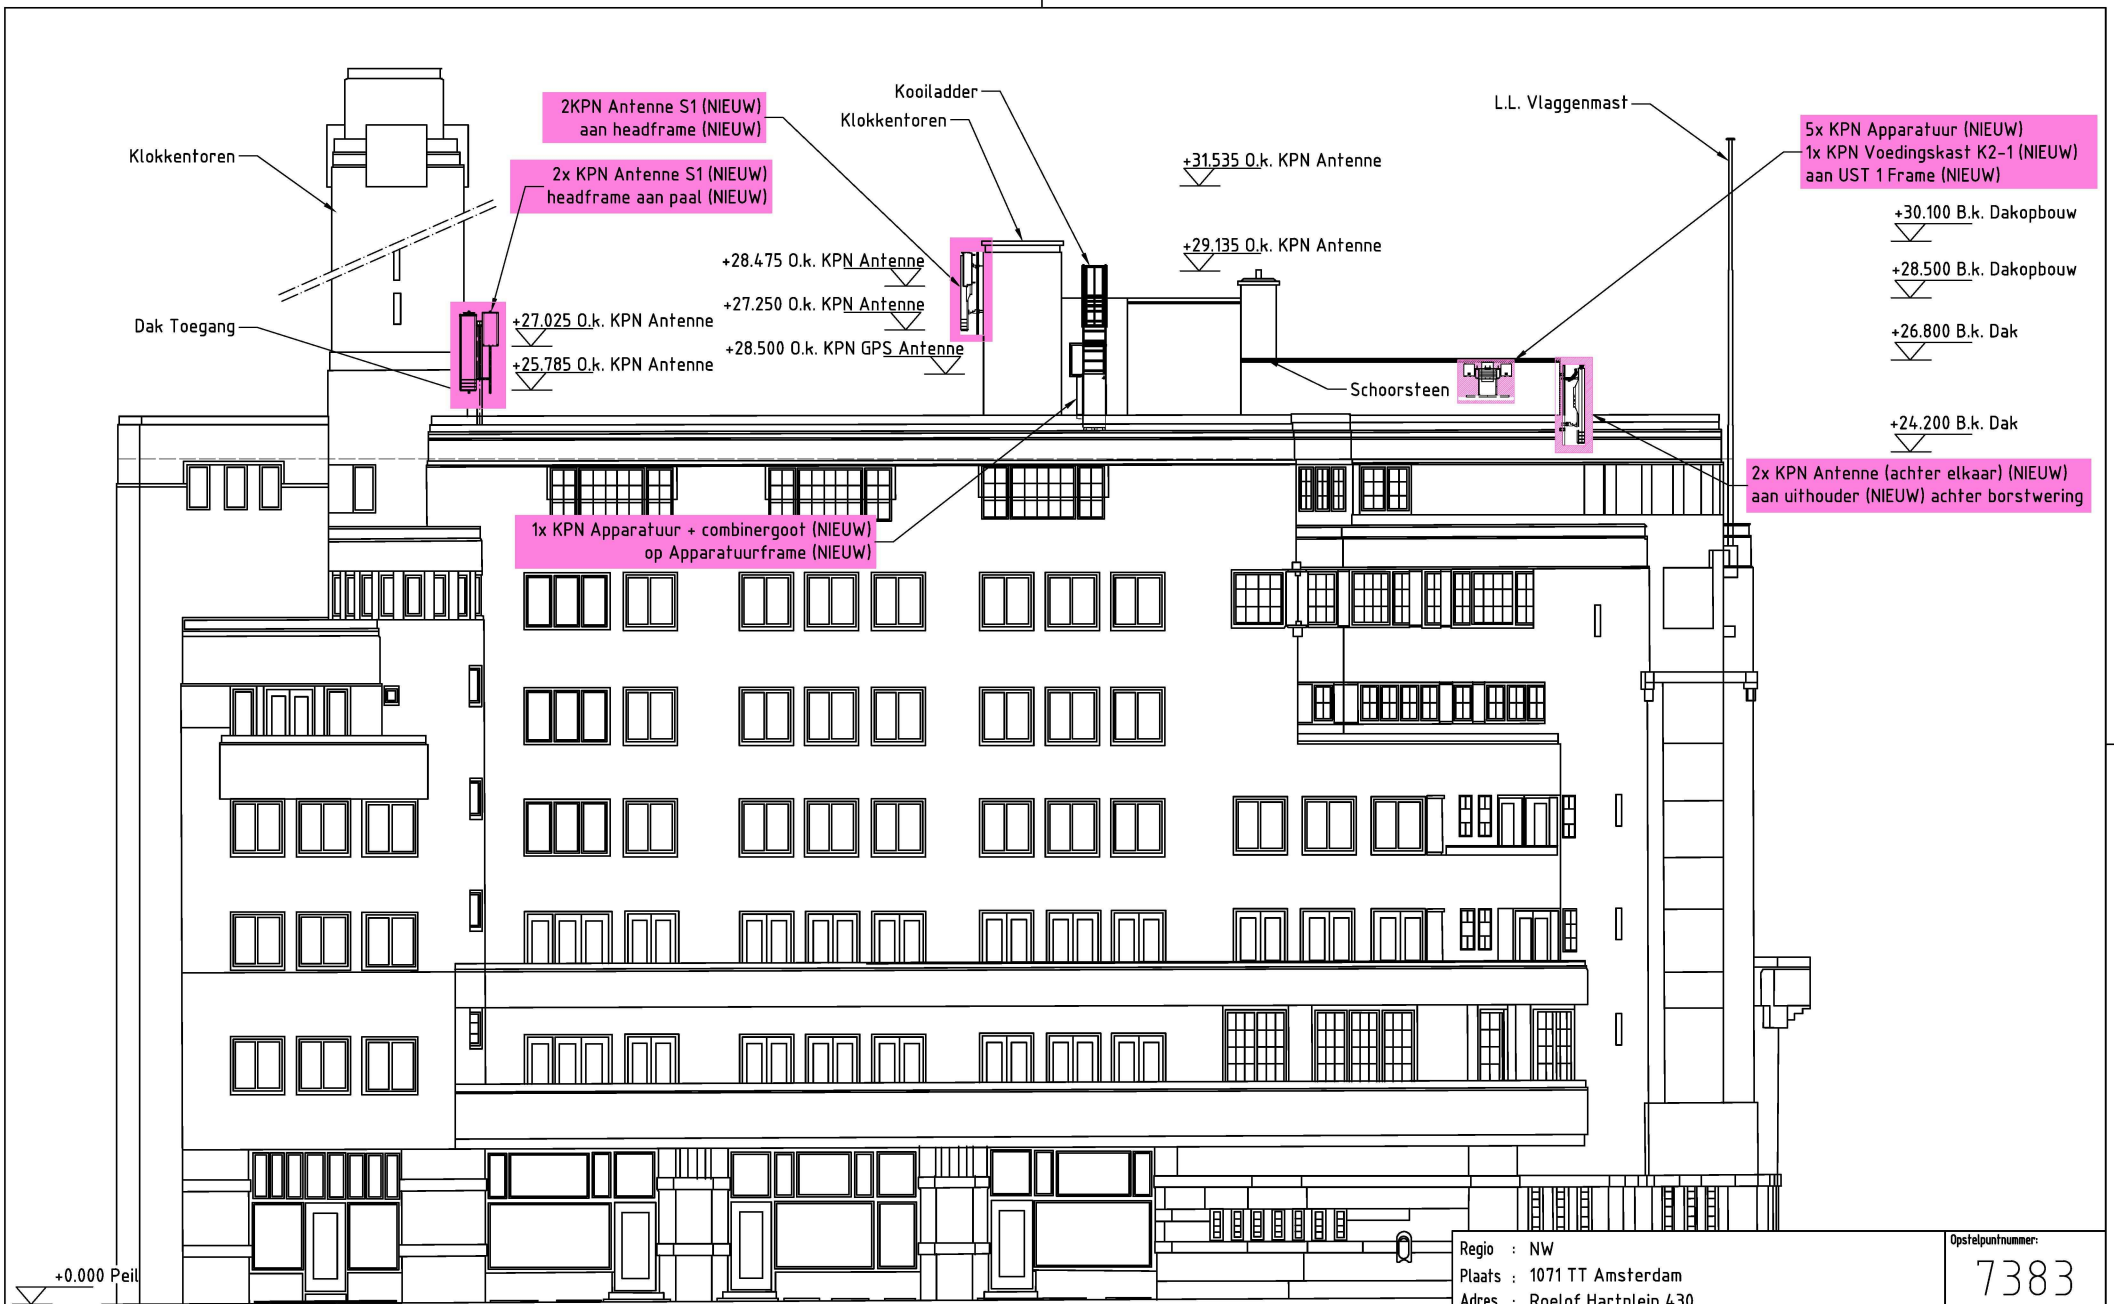 Klokkentoren
Dak Toegang
2KPN Antenne S1 (NIEUW)
aan headframe (NIEUW)
2x KPN Antenne S1 (NIEUW)
headframe aan paal (NIEUW)
+27.025 O.k. KPN Antenne
+25.785 O.k. KPN Antenne
Kooiladder
Klokkentoren
+28.475 O.k. KPN Antenne
+27.250 O.k. KPN Antenne
+28.500 O.k. KPN GPS Antenne
+31.535 O.k. KPN Antenne
+29.135 O.k. KPN Antenne
Schoorsteen
L.L. Vlaggenmast
5x KPN Apparatuur (NIEUW)
1x KPN Voedingskast K2-1 (NIEUW)
aan UST 1 Frame (NIEUW)
+30.100 B.k. Dakopbouw
+28.500 B.k. Dakopbouw
+26.800 B.k. Dak
+24.200 B.k. Dak
2x KPN Antenne (achter elkaar) (NIEUW)
aan uithouder (NIEUW) achter borstwering
1x KPN Apparatuur + combinergoot (NIEUW)
op Apparatuurframe (NIEUW)
+0.000 Peil
Regio : NW
Plaats : 1071 TT Amsterdam
Adres : Roelof Hartplein 430
Opstelpuntnummer:
7383